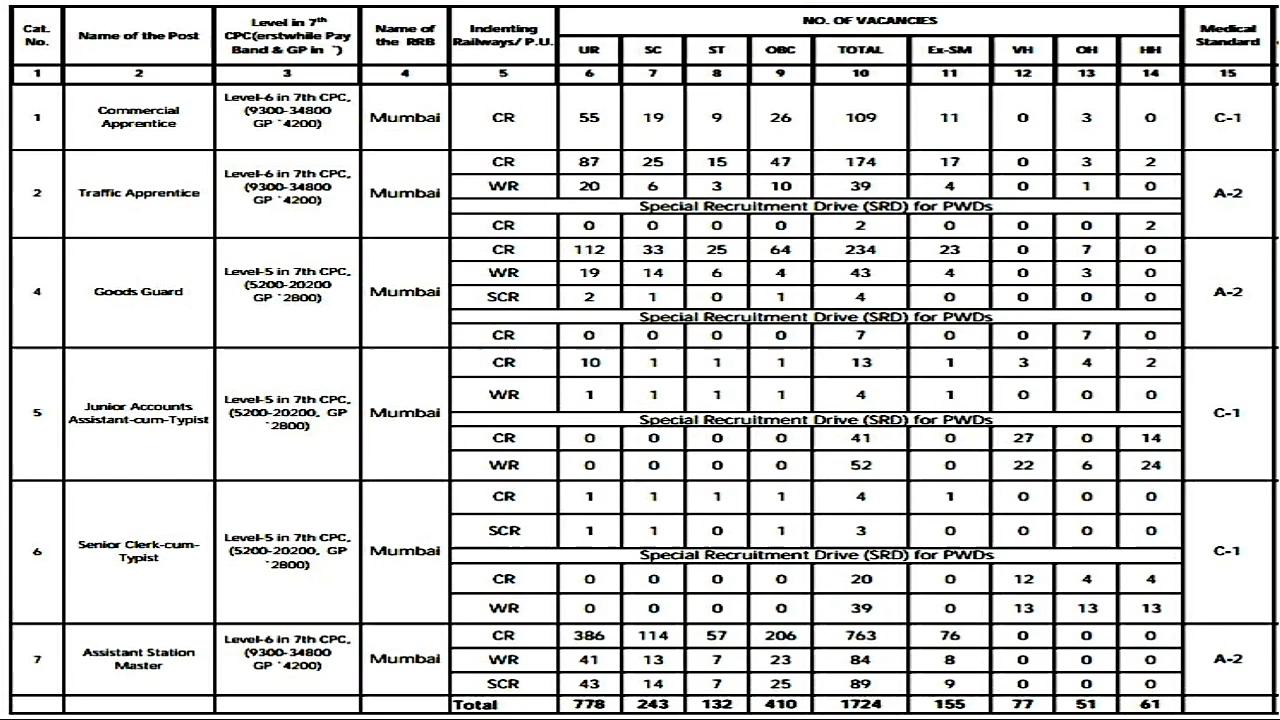 Cat. No. | Name of the Post | Level in 7th CPC(erstwhile Pay Band & GP in `) | Name of the RRB | Indenting Railways/ P.U. | NO. OF VACANCIES | Medical Standard
UR | SC | ST | OBC | TOTAL | Ex-SM | VH | OH | HH
1 | 2 | 3 | 4 | 5 | 6 | 7 | 8 | 9 | 10 | 11 | 12 | 13 | 14 | 15
1 | Commercial Apprentice | Level-6 in 7th CPC, (9300-34800 GP `4200) | Mumbai | CR | 55 | 19 | 9 | 26 | 109 | 11 | 0 | 3 | 0 | C-1
2 | Traffic Apprentice | Level-6 in 7th CPC, (9300-34800 GP `4200) | Mumbai | CR | 87 | 25 | 15 | 47 | 174 | 17 | 0 | 3 | 2 | A-2
WR | 20 | 6 | 3 | 10 | 39 | 4 | 0 | 1 | 0
Special Recruitment Drive (SRD) for PWDs
CR | 0 | 0 | 0 | 0 | 2 | 0 | 0 | 0 | 2
4 | Goods Guard | Level-5 in 7th CPC, (5200-20200 GP `2800) | Mumbai | CR | 112 | 33 | 25 | 64 | 234 | 23 | 0 | 7 | 0 | A-2
WR | 19 | 14 | 6 | 4 | 43 | 4 | 0 | 3 | 0
SCR | 2 | 1 | 0 | 1 | 4 | 0 | 0 | 0 | 0
Special Recruitment Drive (SRD) for PWDs
CR | 0 | 0 | 0 | 0 | 7 | 0 | 0 | 7 | 0
5 | Junior Accounts Assistant-cum-Typist | Level-5 in 7th CPC, (5200-20200, GP `2800) | Mumbai | CR | 10 | 1 | 1 | 1 | 13 | 1 | 3 | 4 | 2 | C-1
WR | 1 | 1 | 1 | 1 | 4 | 1 | 0 | 0 | 0
Special Recruitment Drive (SRD) for PWDs
CR | 0 | 0 | 0 | 0 | 41 | 0 | 27 | 0 | 14
WR | 0 | 0 | 0 | 0 | 52 | 0 | 22 | 6 | 24
6 | Senior Clerk-cum-Typist | Level-5 in 7th CPC, (5200-20200, GP `2800) | Mumbai | CR | 1 | 1 | 1 | 1 | 4 | 1 | 0 | 0 | 0 | C-1
SCR | 1 | 1 | 0 | 1 | 3 | 0 | 0 | 0 | 0
Special Recruitment Drive (SRD) for PWDs
CR | 0 | 0 | 0 | 0 | 20 | 0 | 12 | 4 | 4
WR | 0 | 0 | 0 | 0 | 39 | 0 | 13 | 13 | 13
7 | Assistant Station Master | Level-6 in 7th CPC, (9300-34800 GP `4200) | Mumbai | CR | 386 | 114 | 57 | 206 | 763 | 76 | 0 | 0 | 0 | A-2
WR | 41 | 13 | 7 | 23 | 84 | 8 | 0 | 0 | 0
SCR | 43 | 14 | 7 | 25 | 89 | 9 | 0 | 0 | 0
Total | 778 | 243 | 132 | 410 | 1724 | 155 | 77 | 51 | 61